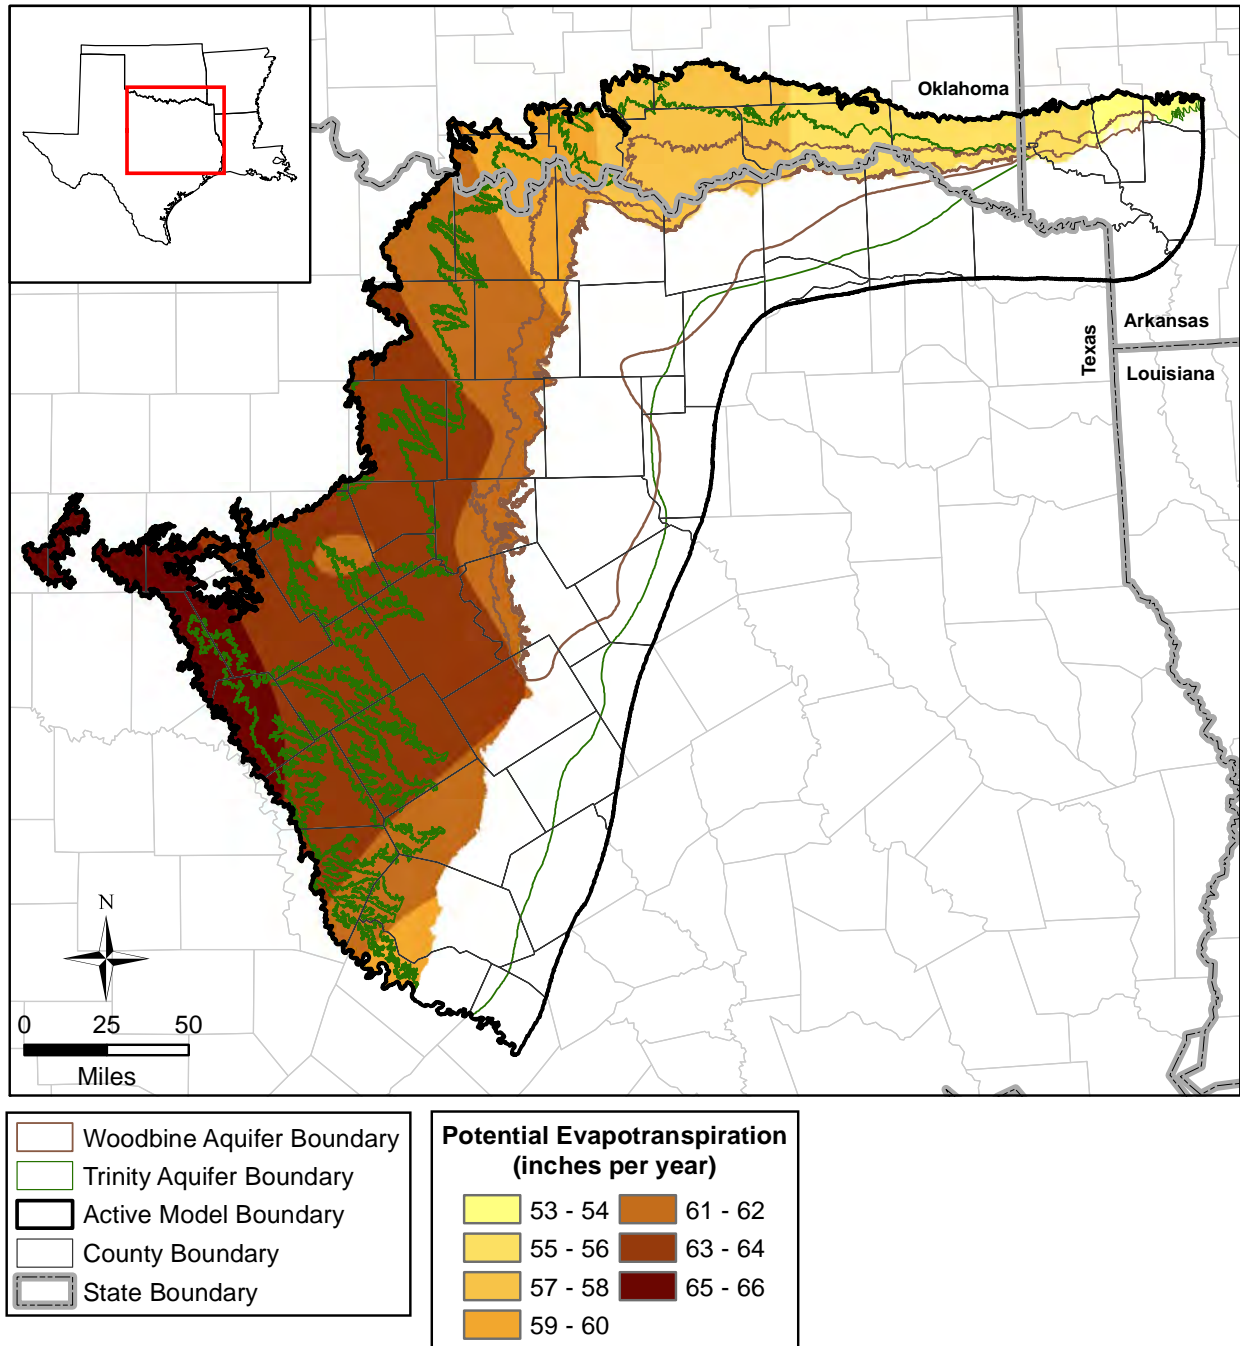 Oklahoma
Texas
Arkansas
Louisiana
N
0 25 50
Miles
Woodbine Aquifer Boundary
Trinity Aquifer Boundary
Active Model Boundary
County Boundary
State Boundary
Potential Evapotranspiration
(inches per year)
53 - 54
55 - 56
57 - 58
59 - 60
61 - 62
63 - 64
65 - 66